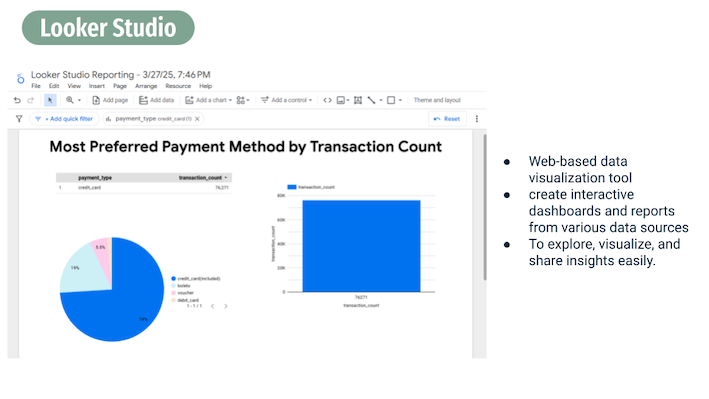 Looker Studio
Looker Studio Reporting - 3/27/25, 7:46 PM
File Edit View Insert Page Arrange Resource Help
Add page Add data Add a chart Add a control Theme and layout
+ Add quick filter payment_type credit_card (1) Reset
Most Preferred Payment Method by Transaction Count
payment_type transaction_count
1. credit_card 76,271
transaction_count
80K
60K
40K
20K
0
transaction_count
76271
transaction_count
5.5%
19%
credit_card(included)
boleto
voucher
debit_card
1 - 1 / 1 < >
● Web-based data
visualization tool
● create interactive
dashboards and reports
from various data sources
● To explore, visualize, and
share insights easily.